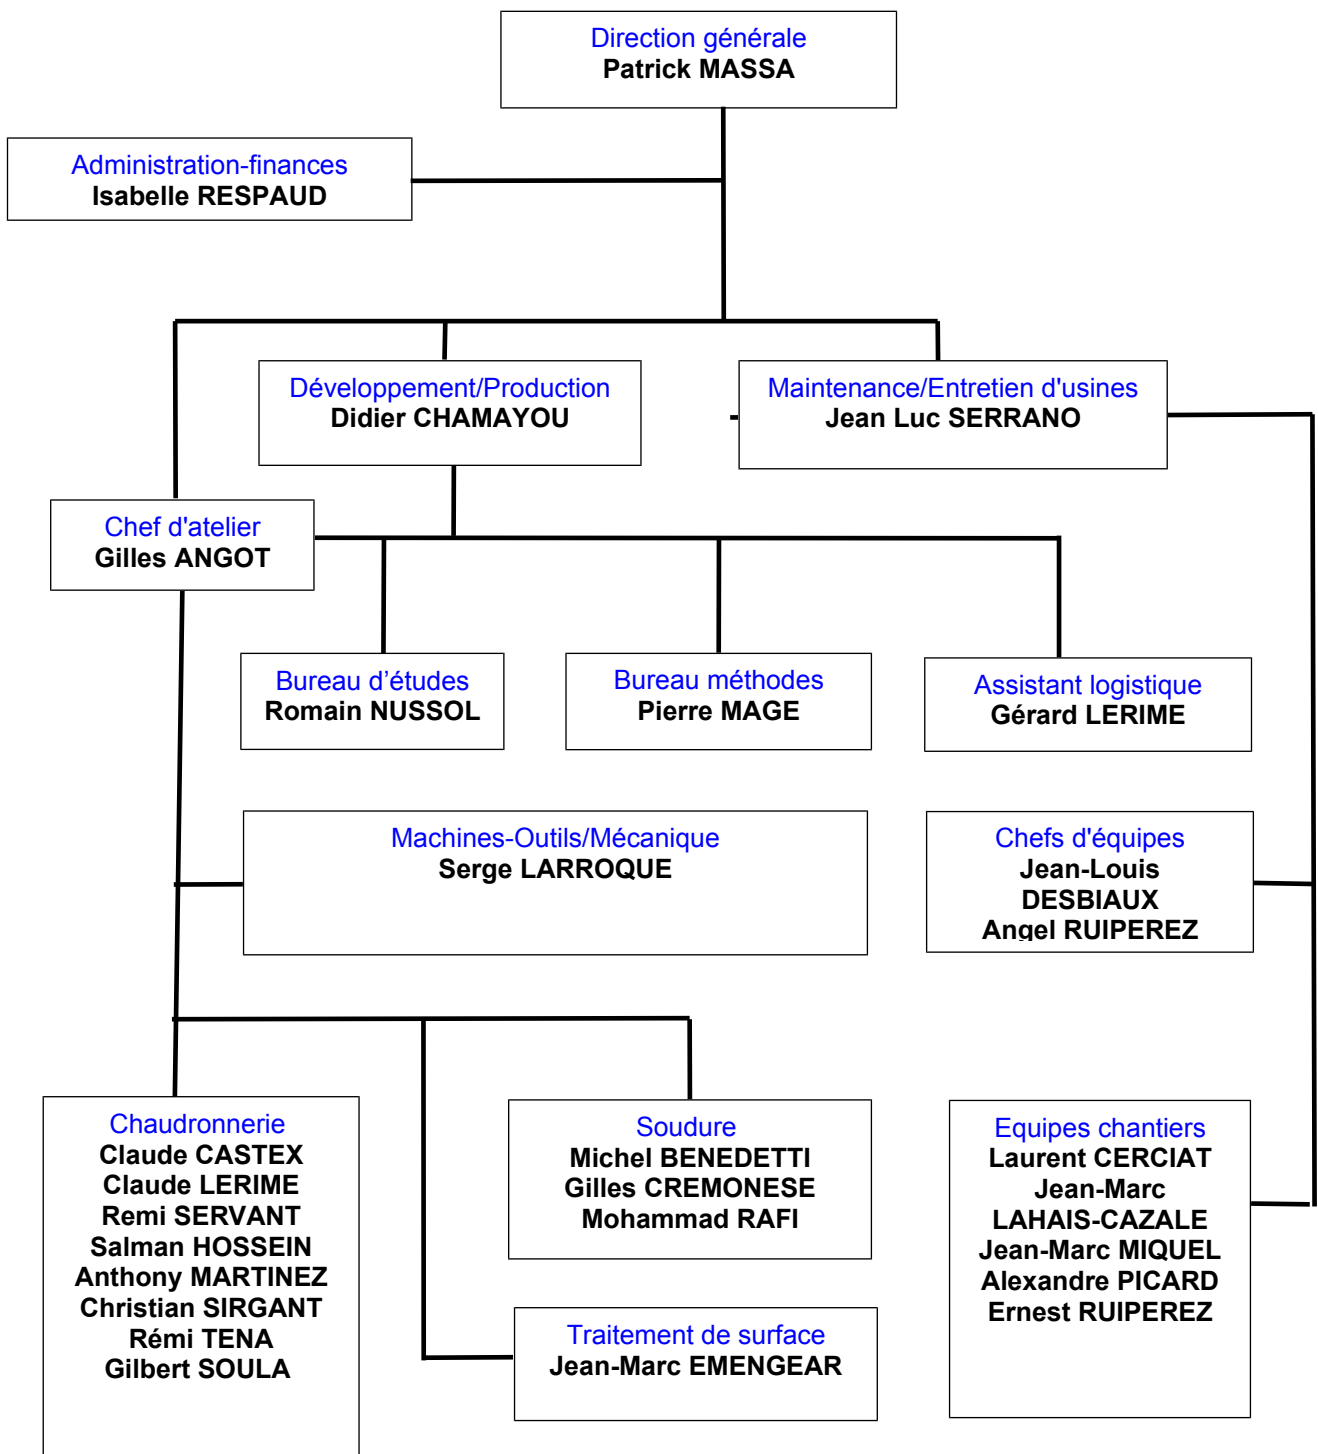 Direction générale
Patrick MASSA
Administration-finances
Isabelle RESPAUD
Développement/Production
Didier CHAMAYOU
Maintenance/Entretien d'usines
Jean Luc SERRANO
Chef d'atelier
Gilles ANGOT
Bureau d’études
Romain NUSSOL
Bureau méthodes
Pierre MAGE
Assistant logistique
Gérard LERIME
Machines-Outils/Mécanique
Serge LARROQUE
Chefs d'équipes
Jean-Louis
DESBIAUX
Angel RUIPEREZ
Chaudronnerie
Claude CASTEX
Claude LERIME
Remi SERVANT
Salman HOSSEIN
Anthony MARTINEZ
Christian SIRGANT
Rémi TENA
Gilbert SOULA
Soudure
Michel BENEDETTI
Gilles CREMONESE
Mohammad RAFI
Traitement de surface
Jean-Marc EMENGEAR
Equipes chantiers
Laurent CERCIAT
Jean-Marc
LAHAIS-CAZALE
Jean-Marc MIQUEL
Alexandre PICARD
Ernest RUIPEREZ